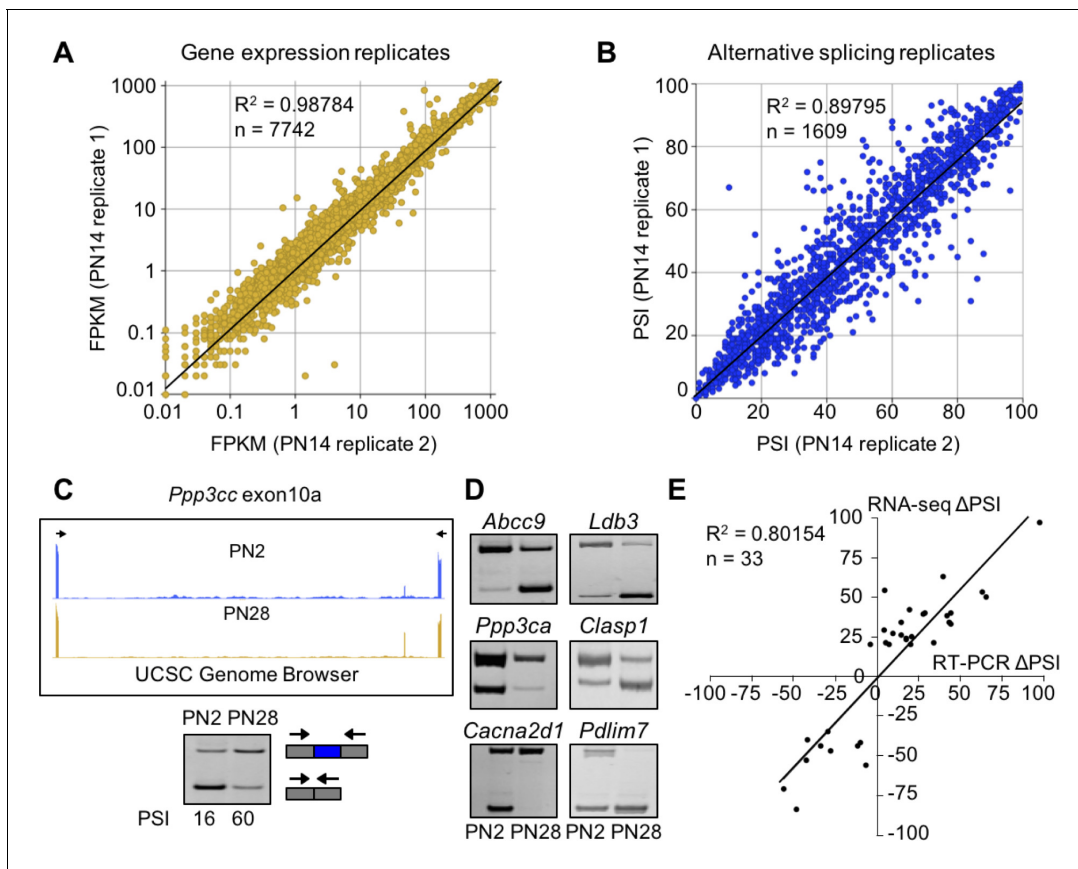 A Gene expression replicates
R² = 0.98784
n = 7742
FPKM (PN14 replicate 1)
1000
100
10
1
0.1
0.01
0.01 0.1 1 10 100 1000
FPKM (PN14 replicate 2)
B Alternative splicing replicates
R² = 0.89795
n = 1609
PSI (PN14 replicate 1)
100
80
60
40
20
0
0 20 40 60 80 100
PSI (PN14 replicate 2)
C
Ppp3cc exon10a
PN2
PN28
UCSC Genome Browser
PN2 PN28
PSI 16 60
D
Abcc9 Ldb3
Ppp3ca Clasp1
Cacna2d1 Pdlim7
PN2 PN28 PN2 PN28
E
RNA-seq ΔPSI
R² = 0.80154
n = 33
100
75
50
25
RT-PCR ΔPSI
-100 -75 -50 -25 0 25 50 75 100
-25
-50
-75
-100